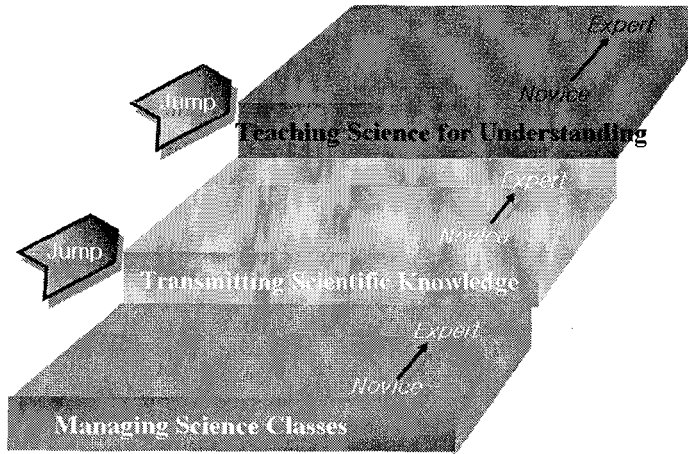 Expert
Novice
Jump
Teaching Science for Understanding
Expert
Novice
Jump
Transmitting Scientific Knowledge
Expert
Novice
Managing Science Classes